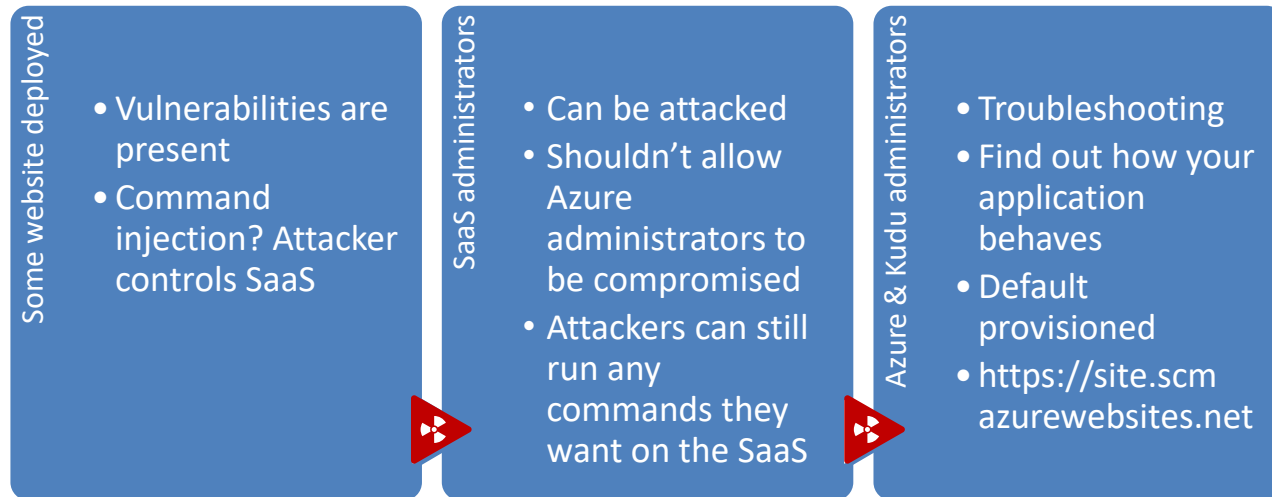 Some website deployed
• Vulnerabilities are
present
• Command
injection? Attacker
controls SaaS
SaaS administrators
• Can be attacked
• Shouldn’t allow
Azure
administrators to
be compromised
• Attackers can still
run any
commands they
want on the SaaS
Azure & Kudu administrators
• Troubleshooting
• Find out how your
application
behaves
• Default
provisioned
• https://site.scm
azurewebsites.net